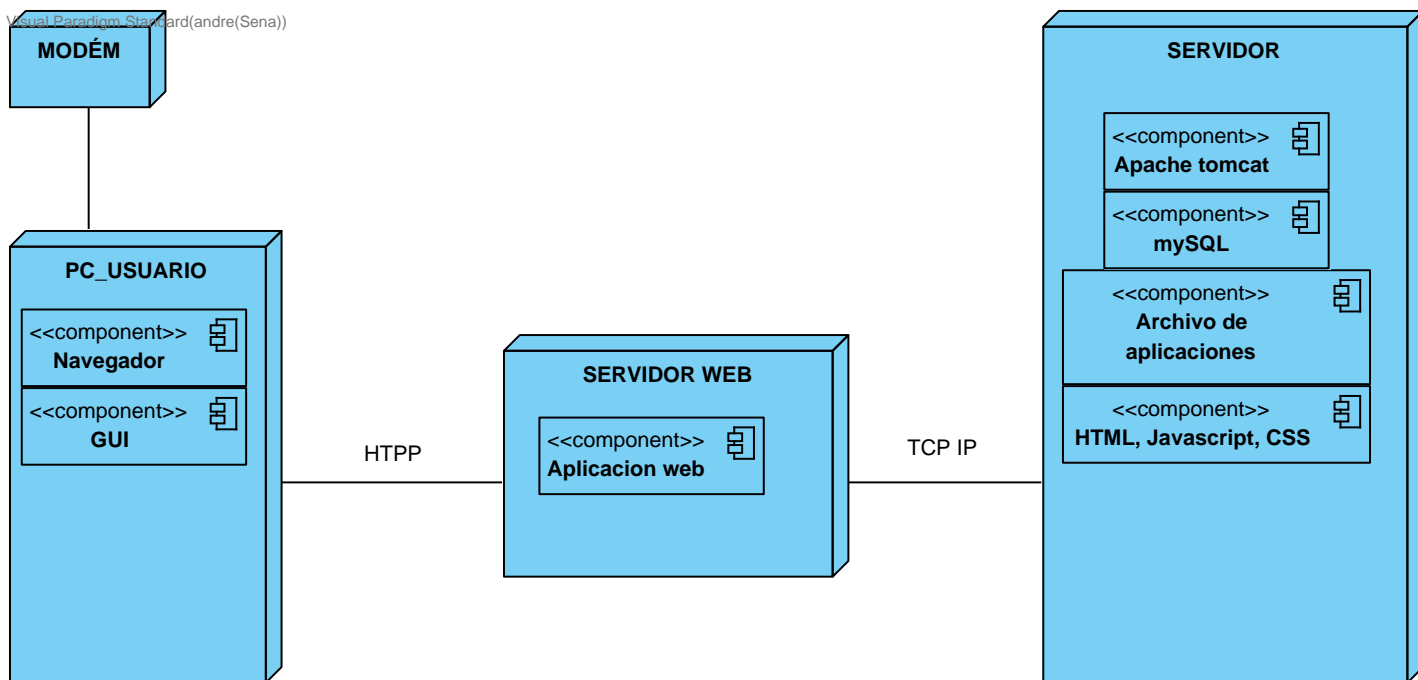 Visual Paradigm Standard(andre(Sena))
MODÉM
PC_USUARIO
<<component>>
Navegador
<<component>>
GUI
HTPP
SERVIDOR WEB
<<component>>
Aplicacion web
TCP IP
SERVIDOR
<<component>>
Apache tomcat
<<component>>
mySQL
<<component>>
Archivo de
aplicaciones
<<component>>
HTML, Javascript, CSS